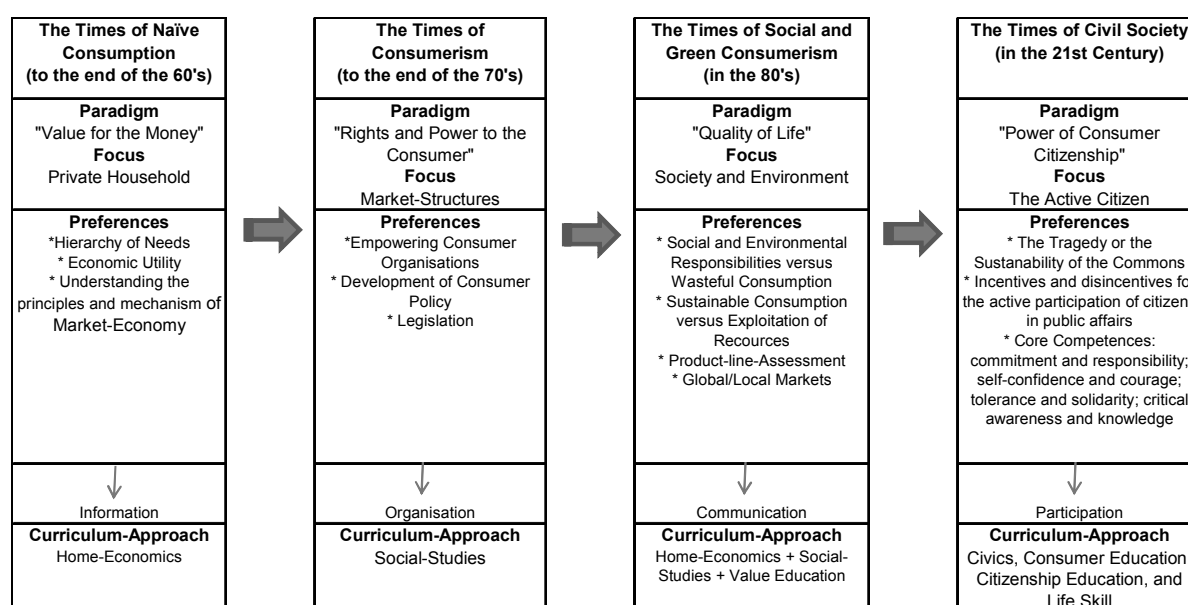 The Times of Naïve
Consumption
(to the end of the 60's)
Paradigm
"Value for the Money"
Focus
Private Household
Preferences
*Hierarchy of Needs
* Economic Utility
* Understanding the
principles and mechanism of
Market-Economy
Information
Curriculum-Approach
Home-Economics
The Times of
Consumerism
(to the end of the 70's)
Paradigm
"Rights and Power to the
Consumer"
Focus
Market-Structures
Preferences
*Empowering Consumer
Organisations
* Development of Consumer
Policy
* Legislation
Organisation
Curriculum-Approach
Social-Studies
The Times of Social and
Green Consumerism
(in the 80's)
Paradigm
"Quality of Life"
Focus
Society and Environment
Preferences
* Social and Environmental
Responsibilities versus
Wasteful Consumption
* Sustainable Consumption
versus Exploitation of
Recources
* Product-line-Assessment
* Global/Local Markets
Communication
Curriculum-Approach
Home-Economics + Social-
Studies + Value Education
The Times of Civil Society
(in the 21st Century)
Paradigm
"Power of Consumer
Citizenship"
Focus
The Active Citizen
Preferences
* The Tragedy or the
Sustanability of the Commons
* Incentives and disincentives fo
the active participation of citizen
in public affairs
* Core Competences:
commitment and responsibility;
self-confidence and courage;
tolerance and solidarity; critical
awareness and knowledge
Participation
Curriculum-Approach
Civics, Consumer Education
Citizenship Education, and
Life Skill